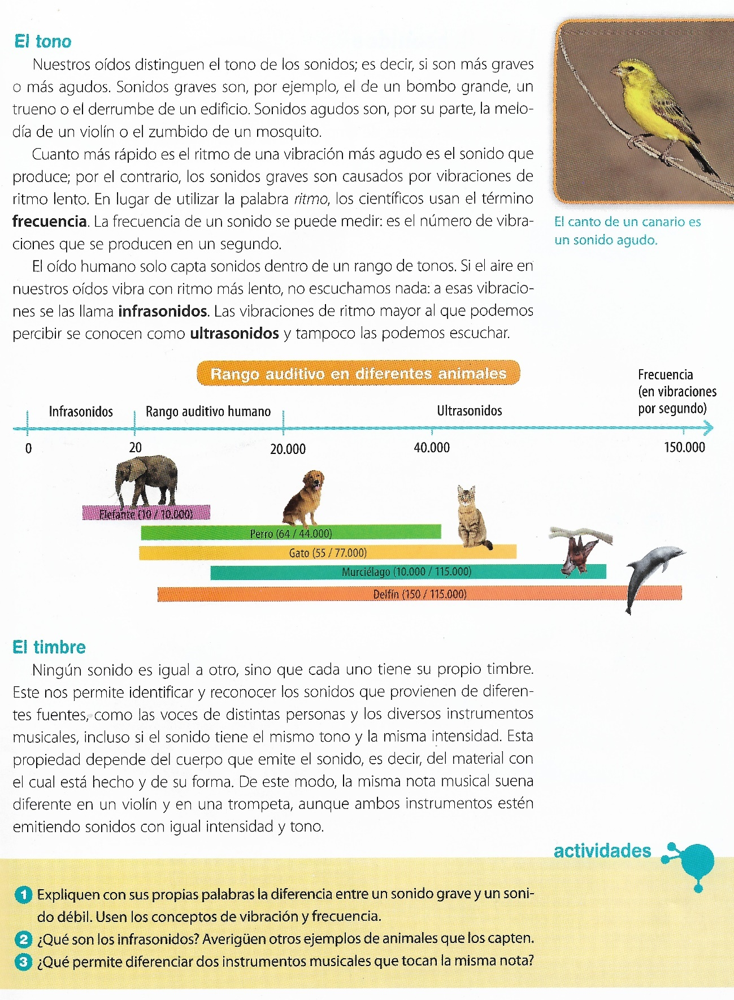 El tono
Nuestros oídos distinguen el tono de los sonidos; es decir, si son más graves
o más agudos. Sonidos graves son, por ejemplo, el de un bombo grande, un
trueno o el derrumbe de un edificio. Sonidos agudos son, por su parte, la melo-
día de un violín o el zumbido de un mosquito.
Cuanto más rápido es el ritmo de una vibración más agudo es el sonido que
produce; por el contrario, los sonidos graves son causados por vibraciones de
ritmo lento. En lugar de utilizar la palabra ritmo, los científicos usan el término
frecuencia. La frecuencia de un sonido se puede medir: es el número de vibra-
ciones que se producen en un segundo.
El oído humano solo capta sonidos dentro de un rango de tonos. Si el aire en
nuestros oídos vibra con ritmo más lento, no escuchamos nada: a esas vibracio-
nes se las llama infrasonidos. Las vibraciones de ritmo mayor al que podemos
percibir se conocen como ultrasonidos y tampoco las podemos escuchar.
El canto de un canario es
un sonido agudo.
Rango auditivo en diferentes animales
Frecuencia
(en vibraciones
por segundo)
Infrasonidos
Rango auditivo humano
Ultrasonidos
0
20
20.000
40.000
150.000
Elefante (10 / 10.000)
Perro (64 / 44.000)
Gato (55 / 77.000)
Murciélago (10.000 / 115.000)
Delfín (150 / 115.000)
El timbre
Ningún sonido es igual a otro, sino que cada uno tiene su propio timbre.
Este nos permite identificar y reconocer los sonidos que provienen de diferen-
tes fuentes, como las voces de distintas personas y los diversos instrumentos
musicales, incluso si el sonido tiene el mismo tono y la misma intensidad. Esta
propiedad depende del cuerpo que emite el sonido, es decir, del material con
el cual está hecho y de su forma. De este modo, la misma nota musical suena
diferente en un violín y en una trompeta, aunque ambos instrumentos estén
emitiendo sonidos con igual intensidad y tono.
actividades
1 Expliquen con sus propias palabras la diferencia entre un sonido grave y un soni-
do débil. Usen los conceptos de vibración y frecuencia.
2 ¿Qué son los infrasonidos? Averigüen otros ejemplos de animales que los capten.
3 ¿Qué permite diferenciar dos instrumentos musicales que tocan la misma nota?